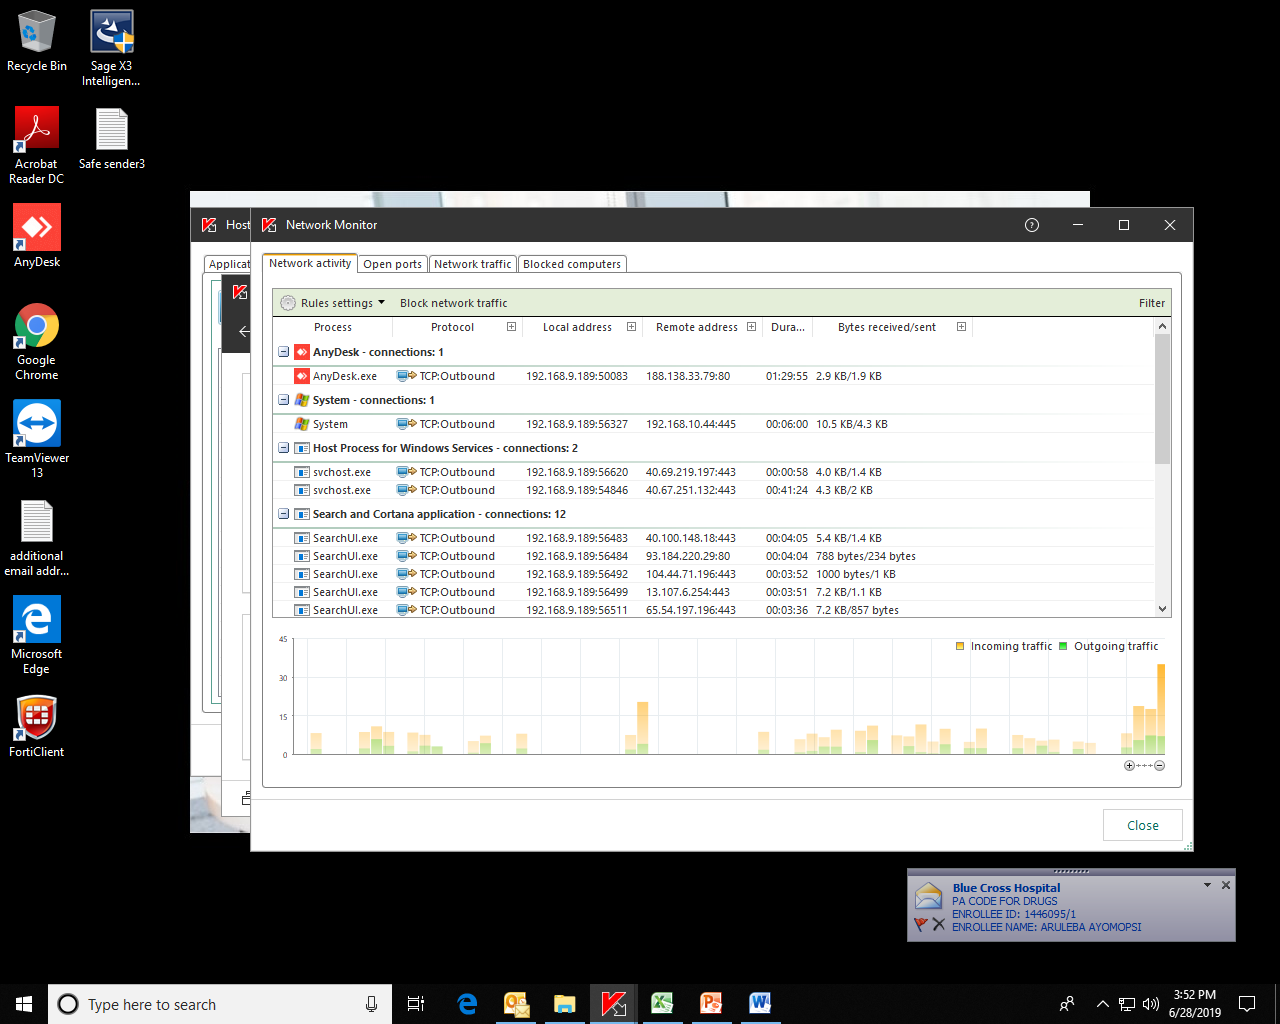 Recycle Bin
Sage X3
Intelligen...
Acrobat
Reader DC
Safe sender3
AnyDesk
Google
Chrome
TeamViewer
13
additional
email addr...
Microsoft
Edge
FortiClient
Host
Applicat
Network Monitor
Network activity
Open ports
Network traffic
Blocked computers
Rules settings
Block network traffic
Filter
Process Protocol Local address Remote address Dura... Bytes received/sent
AnyDesk - connections: 1
AnyDesk.exe TCP:Outbound 192.168.9.189:50083 188.138.33.79:80 01:29:55 2.9 KB/1.9 KB
System - connections: 1
System TCP:Outbound 192.168.9.189:56327 192.168.10.44:445 00:06:00 10.5 KB/4.3 KB
Host Process for Windows Services - connections: 2
svchost.exe TCP:Outbound 192.168.9.189:56620 40.69.219.197:443 00:00:58 4.0 KB/1.4 KB
svchost.exe TCP:Outbound 192.168.9.189:54846 40.67.251.132:443 00:41:24 4.3 KB/2 KB
Search and Cortana application - connections: 12
SearchUI.exe TCP:Outbound 192.168.9.189:56483 40.100.148.18:443 00:04:05 5.4 KB/1.4 KB
SearchUI.exe TCP:Outbound 192.168.9.189:56484 93.184.220.29:80 00:04:04 788 bytes/234 bytes
SearchUI.exe TCP:Outbound 192.168.9.189:56492 104.44.71.196:443 00:03:52 1000 bytes/1 KB
SearchUI.exe TCP:Outbound 192.168.9.189:56499 13.107.6.254:443 00:03:51 7.2 KB/1.1 KB
SearchUI.exe TCP:Outbound 192.168.9.189:56511 65.54.197.196:443 00:03:36 7.2 KB/857 bytes
45
30
15
0
Incoming traffic Outgoing traffic
Close
Blue Cross Hospital
PA CODE FOR DRUGS
ENROLLEE ID: 1446095/1
ENROLLEE NAME: ARULEBA AYOMOPSI
Type here to search
3:52 PM
6/28/2019